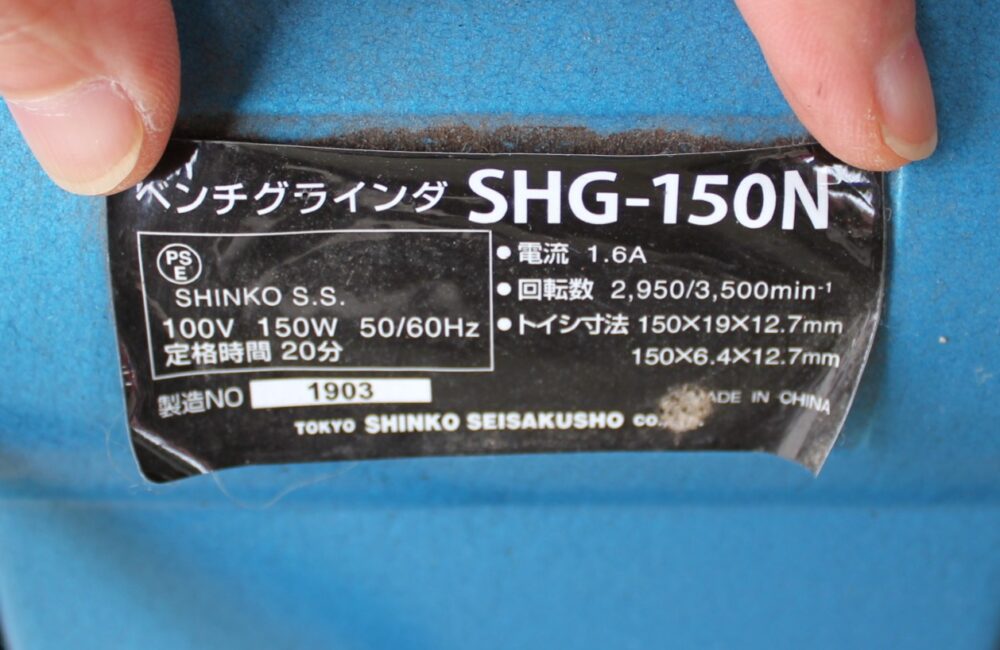 ベンチグラインダ SHG-150N
PS
E
SHINKO S.S.
100V 150W 50/60Hz
定格時間 20分
● 電流 1.6A
● 回転数 2,950/3,500min⁻¹
● トイシ寸法 150×19×12.7mm
150×6.4×12.7mm
製造NO 1903
MADE IN CHINA
TOKYO SHINKO SEISAKUSHO CO.